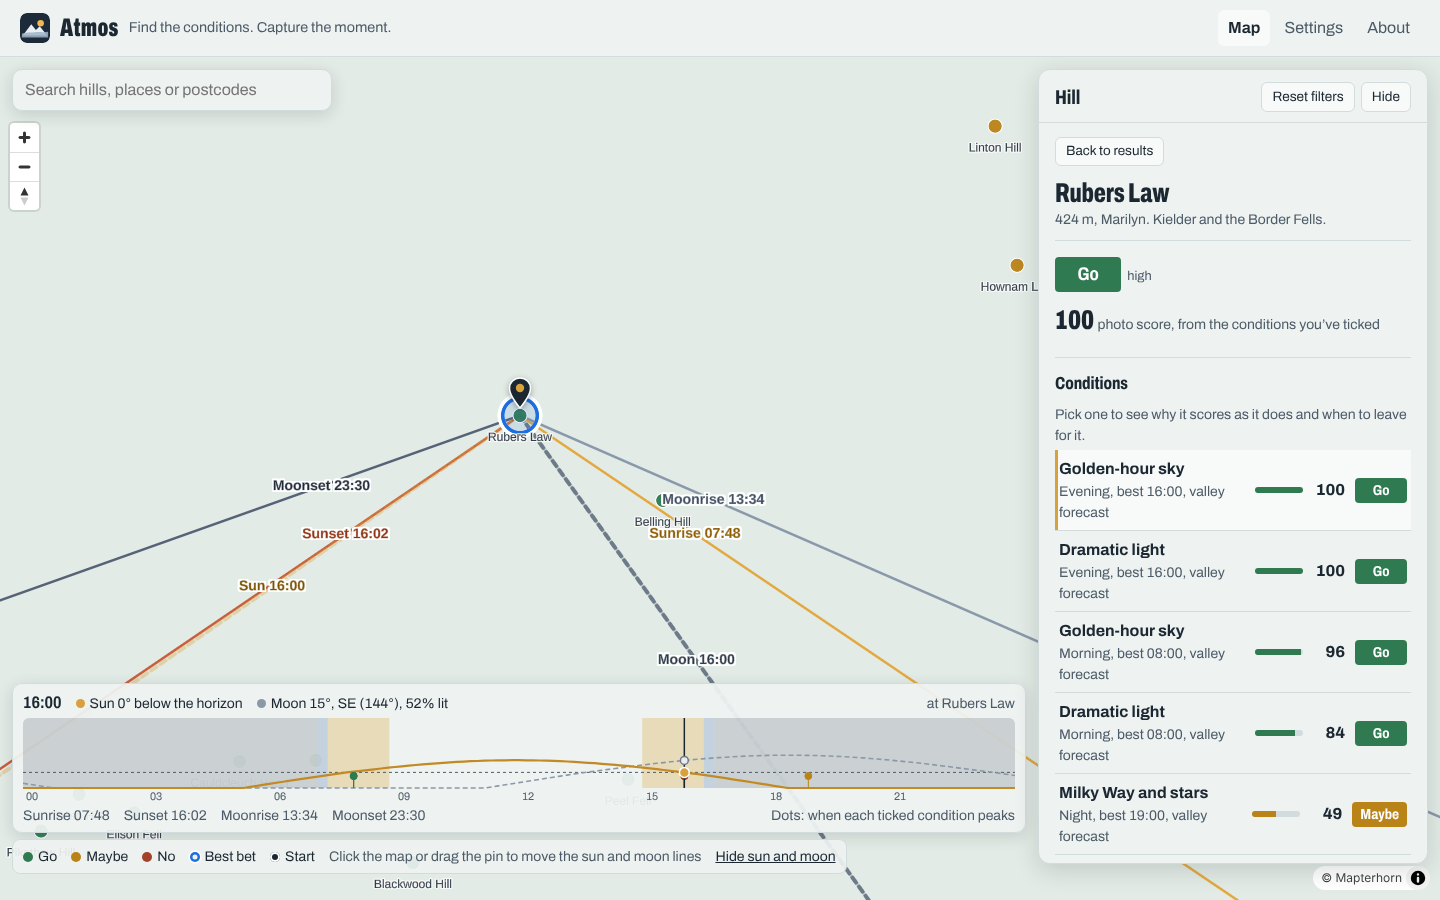 Atmos Find the conditions. Capture the moment.
Map Settings About
Search hills, places or postcodes
Linton Hill
Hownam L
Rubers Law
Moonset 23:30
Moonrise 13:34
Belling Hill
Sunset 16:02
Sunrise 07:48
Sun 16:00
Moon 16:00
16:00 Sun 0° below the horizon Moon 15°, SE (144°), 52% lit at Rubers Law
00 03 06 09 12 15 18 21
Sunrise 07:48 Sunset 16:02 Moonrise 13:34 Moonset 23:30 Dots: when each ticked condition peaks
Ellson Fell
Go Maybe No Best bet Start Click the map or drag the pin to move the sun and moon lines Hide sun and moon
Blackwood Hill
Hill Reset filters Hide
Back to results
Rubers Law
424 m, Marilyn. Kielder and the Border Fells.
Go high
100 photo score, from the conditions you've ticked
Conditions
Pick one to see why it scores as it does and when to leave
for it.
Golden-hour sky
Evening, best 16:00, valley
forecast
100 Go
Dramatic light
Evening, best 16:00, valley
forecast
100 Go
Golden-hour sky
Morning, best 08:00, valley
forecast
96 Go
Dramatic light
Morning, best 08:00, valley
forecast
84 Go
Milky Way and stars
Night, best 19:00, valley
forecast
49 Maybe
© Mapterhorn